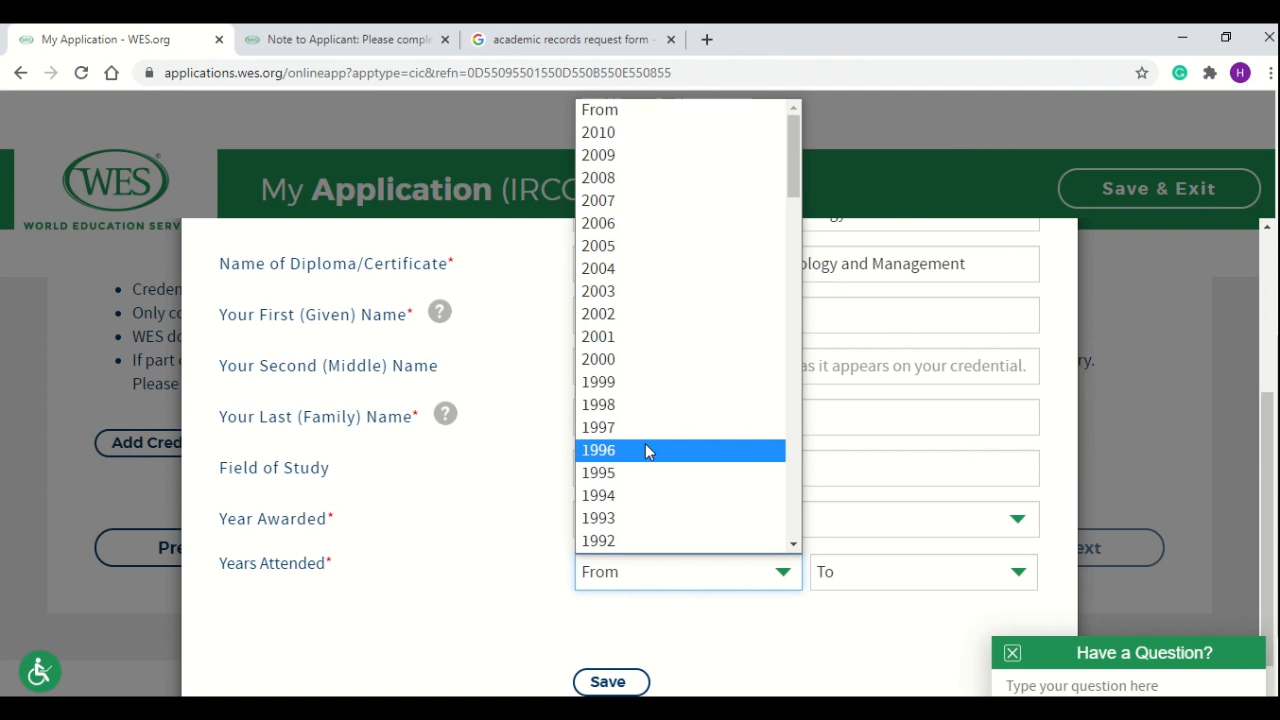 My Application - WES.org
Note to Applicant: Please comple
academic records request form -
applications.wes.org/onlineapp?apptype=cic&refn=0D55095501550D550B550E550855
H
WES
WORLD EDUCATION SERV
My Application (IRCC
Save & Exit
Name of Diploma/Certificate*
ology and Management
Your First (Given) Name* ?
Your Second (Middle) Name
as it appears on your credential.
Your Last (Family) Name* ?
Field of Study
Year Awarded*
Years Attended*
From
2010
2009
2008
2007
2006
2005
2004
2003
2002
2001
2000
1999
1998
1997
1996
1995
1994
1993
1992
From
To
Save
Creden
Only co
WES do
If part
ry.
Please
Add Cred
Pre
ext
Have a Question?
Type your question here